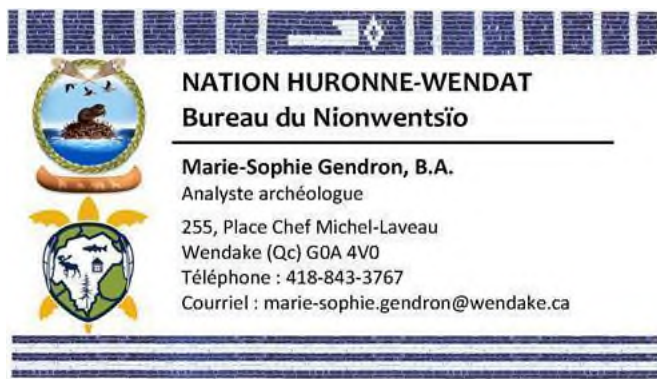 NATION HURONNE-WENDAT
Bureau du Nionwentsïo
Marie-Sophie Gendron, B.A.
Analyste archéologue
255, Place Chef Michel-Laveau
Wendake (Qc) G0A 4V0
Téléphone : 418-843-3767
Courriel : marie-sophie.gendron@wendake.ca